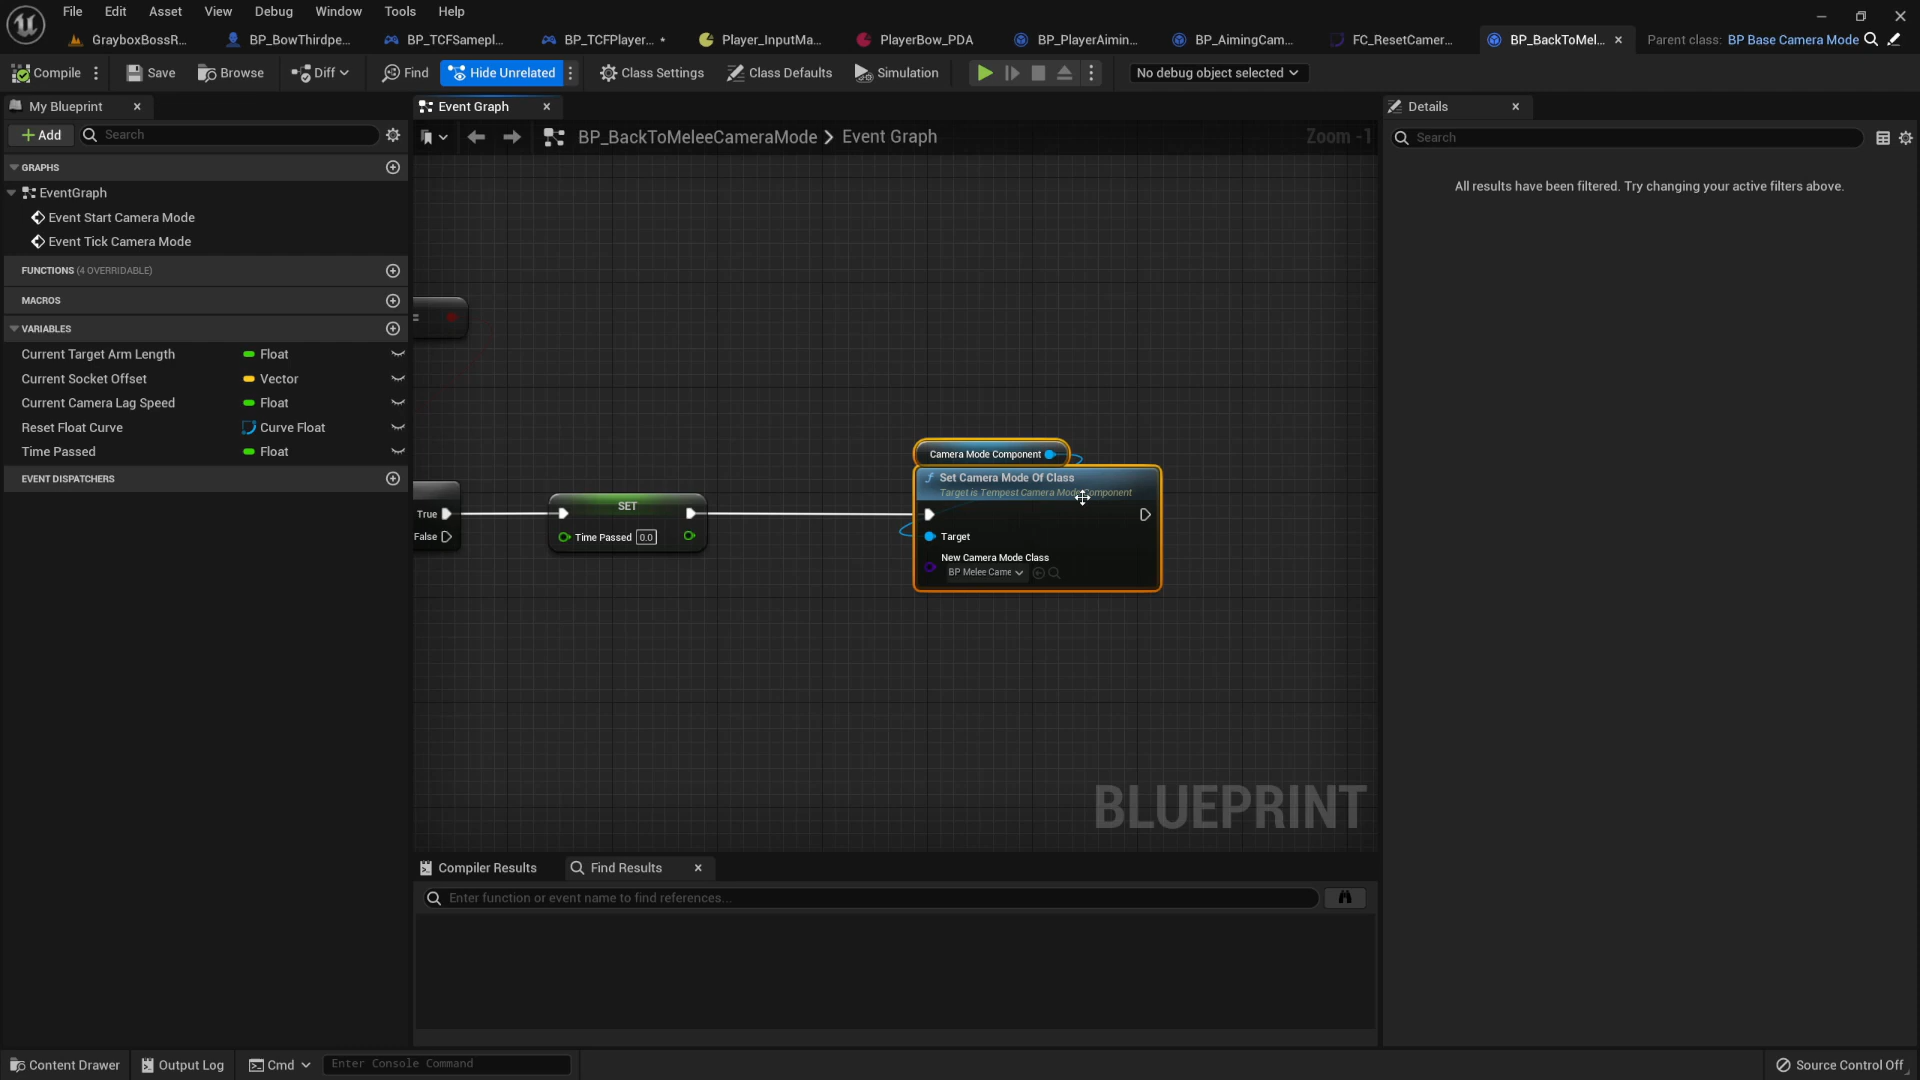 File Edit Asset View Debug Window Tools Help
GrayboxBossR... BP_BowThirdpe... BP_TCFSampel... BP_TCFPlayer... * Player_InputMa... PlayerBow_PDA BP_PlayerAimin... BP_AimingCam... FC_ResetCamer... BP_BackToMel... Parent class: BP Base Camera Mode
Compile Save Browse Diff Find Hide Unrelated Class Settings Class Defaults Simulation No debug object selected
My Blueprint Event Graph Details
Add Search BP_BackToMeleeCameraMode > Event Graph Zoom -1 Search
GRAPHS
All results have been filtered. Try changing your active filters above.
EventGraph
Event Start Camera Mode
Event Tick Camera Mode
FUNCTIONS (4 OVERRIDABLE)
MACROS
VARIABLES
Current Target Arm Length Float
Current Socket Offset Vector
Current Camera Lag Speed Float
Reset Float Curve Curve Float
Time Passed Float
EVENT DISPATCHERS
=
True
False
SET
Time Passed 0.0
Camera Mode Component
Set Camera Mode Of Class
Target is Tempest Camera Mode Component
Target
New Camera Mode Class
BP Melee Came
BLUEPRINT
Compiler Results Find Results
Enter function or event name to find references...
Content Drawer Output Log Cmd Enter Console Command Source Control Off